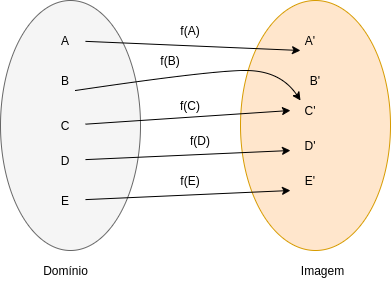 f(A)
A
A'
f(B)
B
B'
f(C)
C
C'
f(D)
D
D'
f(E)
E
E'
Domínio
Imagem